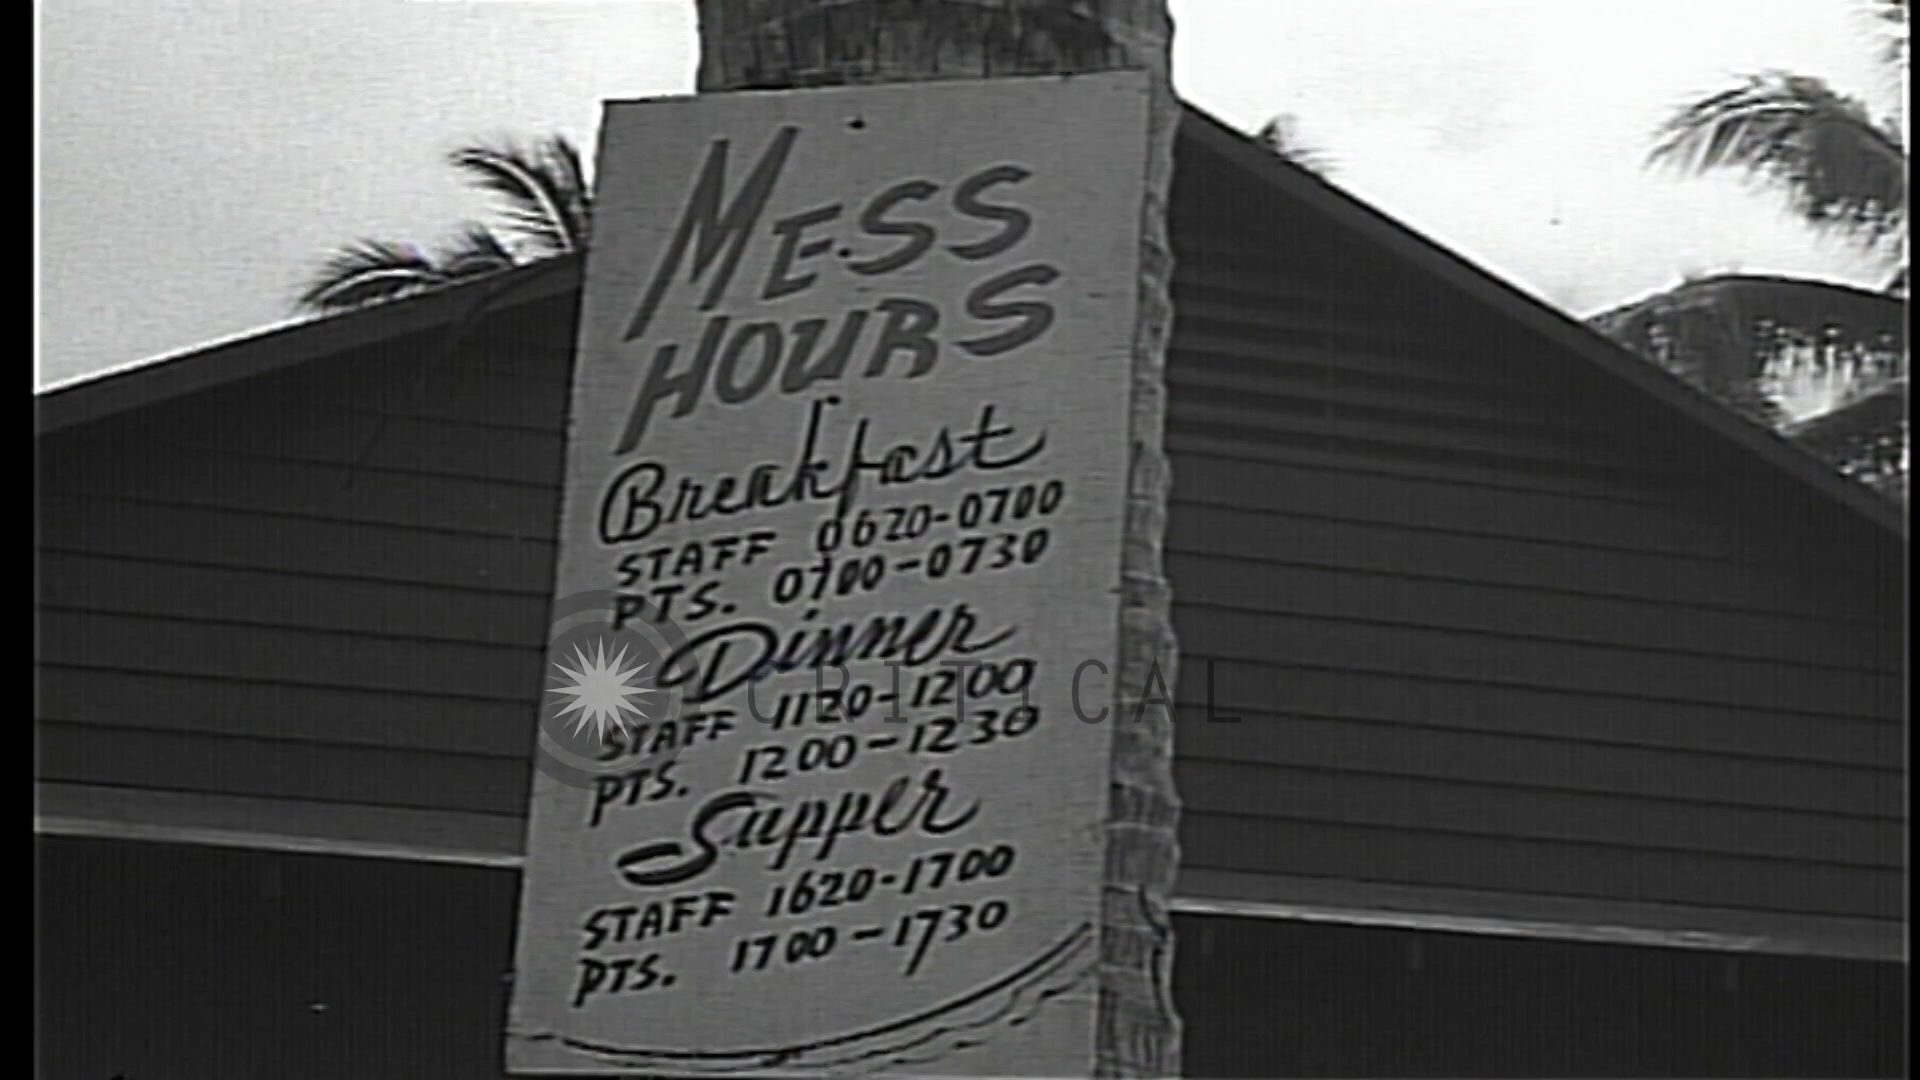 MESS
HOURS
Breakfast
STAFF 0620-0700
PTS. 0700-0730
Dinner
STAFF 1120-1200
PTS. 1200-1230
Supper
STAFF 1620-1700
PTS. 1700-1730
CRITICAL